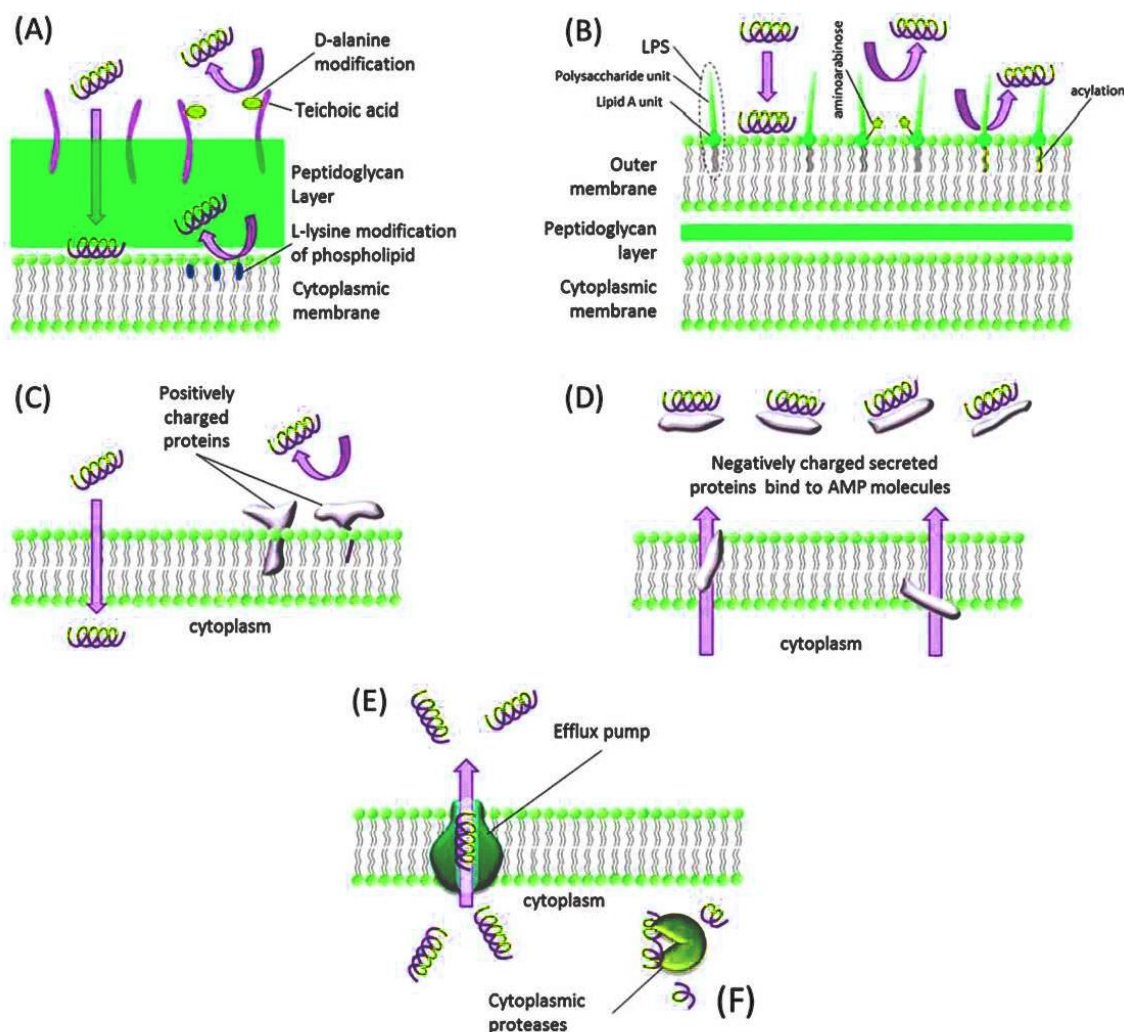 (A)
D-alanine
modification
Teichoic acid
Peptidoglycan
Layer
L-lysine modification
of phospholipid
Cytoplasmic
membrane
(B)
LPS
Polysaccharide unit
Lipid A unit
aminoarabinose
acylation
Outer
membrane
Peptidoglycan
layer
Cytoplasmic
membrane
(C)
Positively
charged
proteins
cytoplasm
(D)
Negatively charged secreted
proteins bind to AMP molecules
cytoplasm
(E)
Efflux pump
cytoplasm
Cytoplasmic
proteases
(F)